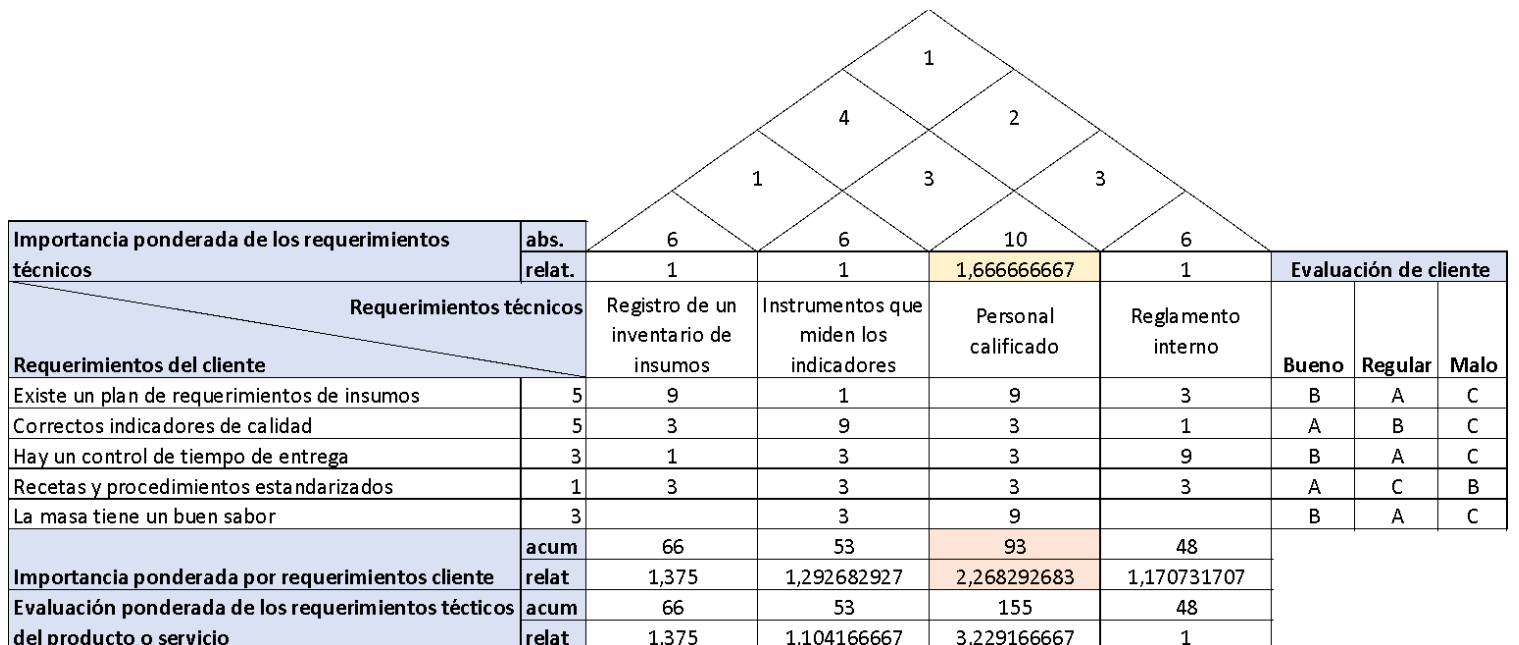 1
4 2
1 3 3
Importancia ponderada de los requerimientos abs. 6 6 10 6
técnicos relat. 1 1 1,666666667 1 Evaluación de cliente
Requerimientos técnicos Registro de un Instrumentos que Personal Reglamento
inventario de miden los calificado interno
Requerimientos del cliente insumos indicadores Bueno Regular Malo
Existe un plan de requerimientos de insumos 5 9 1 9 3 B A C
Correctos indicadores de calidad 5 3 9 3 1 A B C
Hay un control de tiempo de entrega 3 1 3 3 9 B A C
Recetas y procedimientos estandarizados 1 3 3 3 3 A C B
La masa tiene un buen sabor 3 3 9 B A C
acum 66 53 93 48
Importancia ponderada por requerimientos cliente relat 1,375 1,292682927 2,268292683 1,170731707
Evaluación ponderada de los requerimientos técticos acum 66 53 155 48
del producto o servicio relat 1,375 1,104166667 3,229166667 1